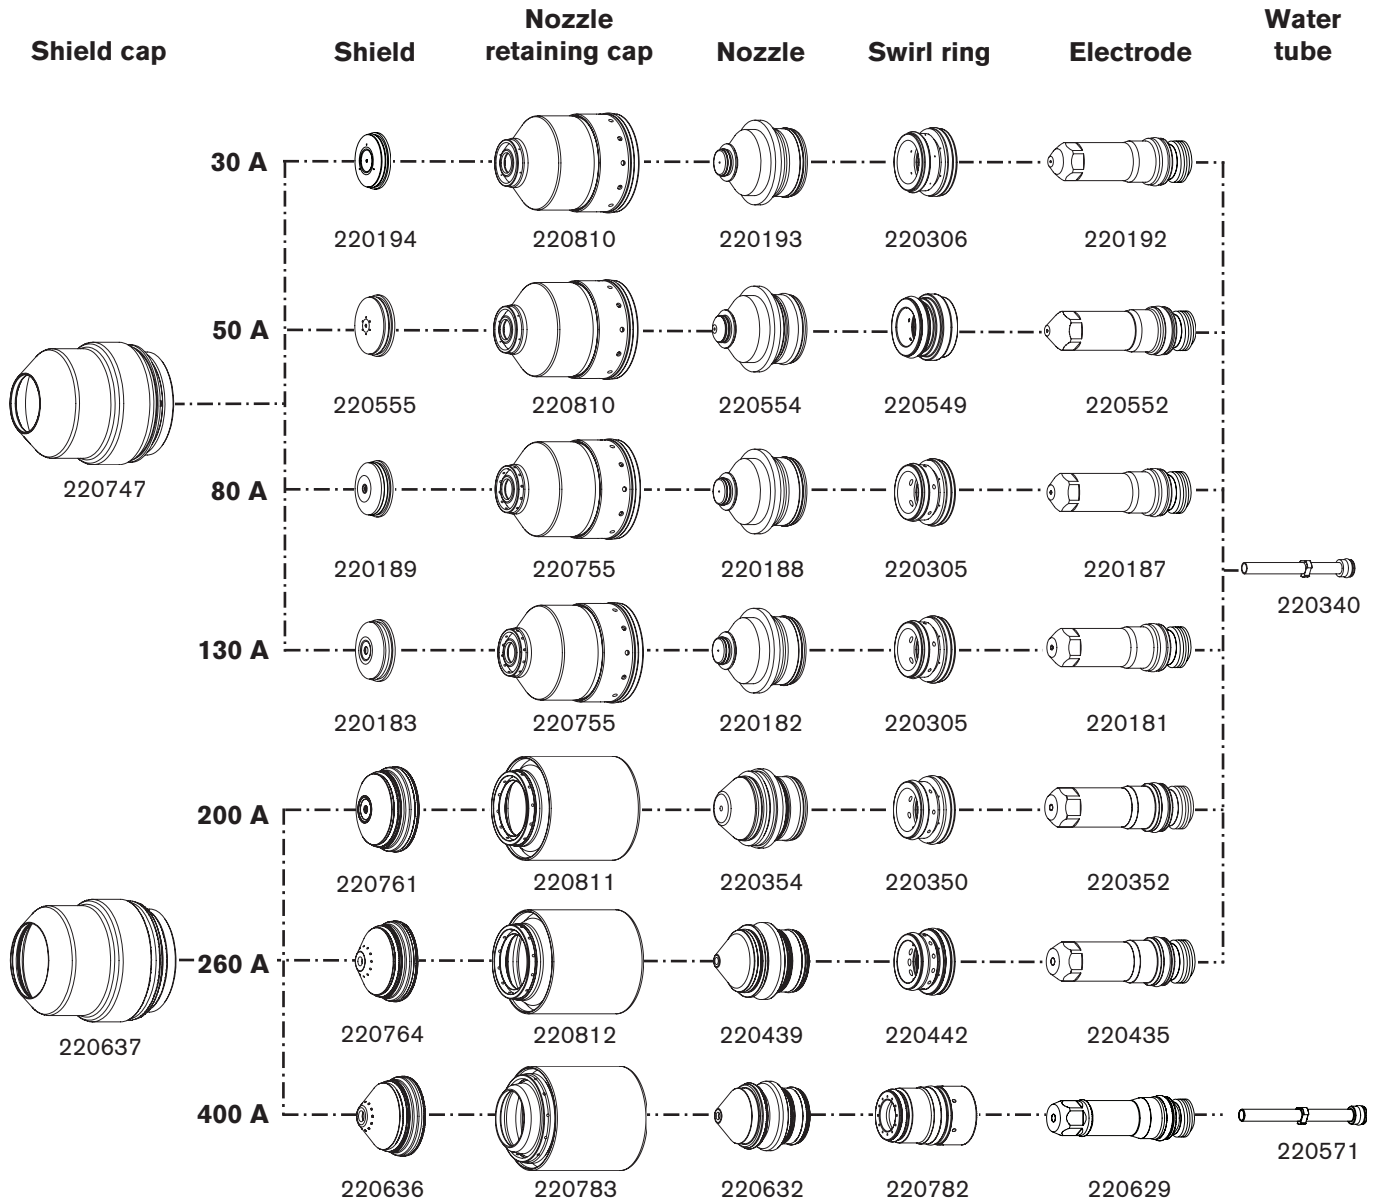 Shield cap
Shield
Nozzle
retaining cap
Nozzle
Swirl ring
Electrode
Water
tube
30 A
220194
220810
220193
220306
220192
50 A
220555
220810
220554
220549
220552
220747
80 A
220189
220755
220188
220305
220187
220340
130 A
220183
220755
220182
220305
220181
200 A
220761
220811
220354
220350
220352
260 A
220764
220812
220439
220442
220435
220637
400 A
220636
220783
220632
220782
220629
220571